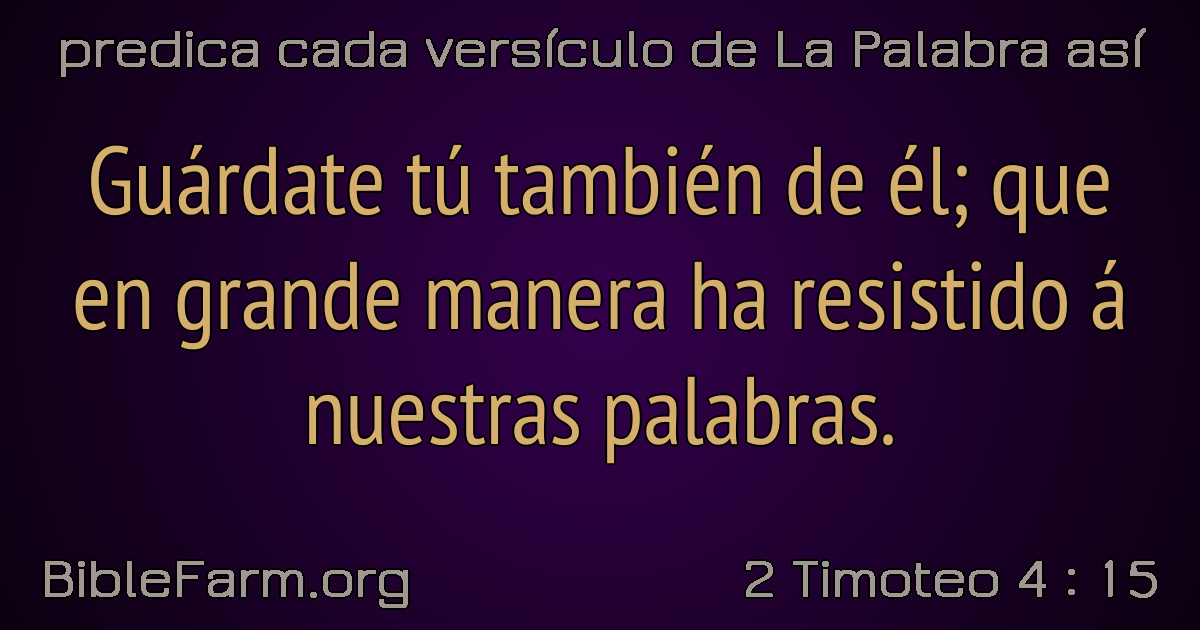 predica cada versículo de La Palabra así
Guárdate tú también de él; que
en grande manera ha resistido á
nuestras palabras.
BibleFarm.org
2 Timoteo 4 : 15